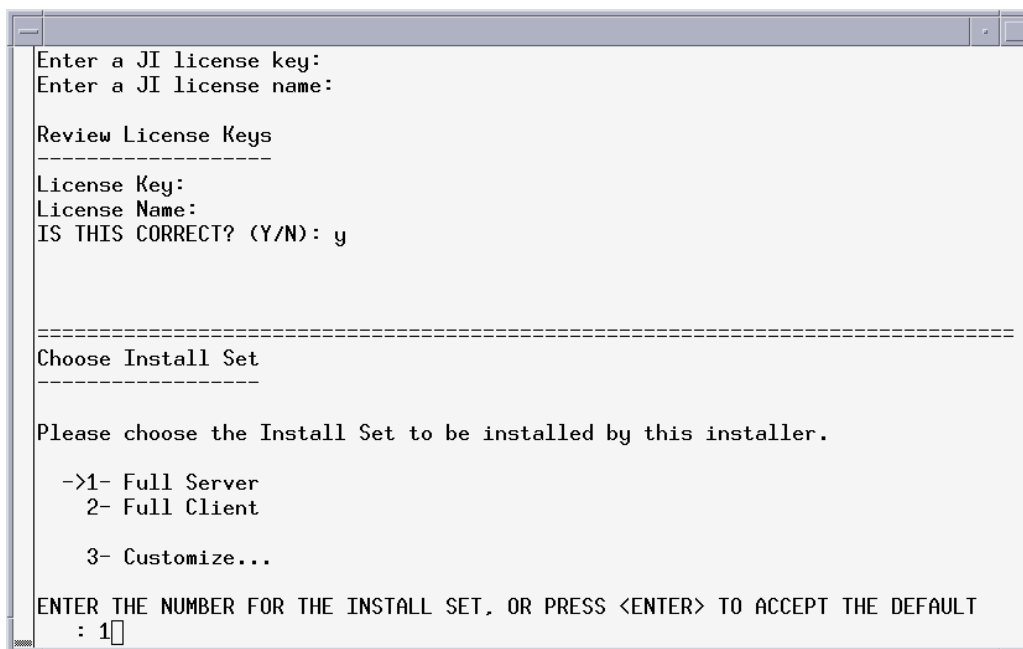 Enter a JI license key:
Enter a JI license name:
Review License Keys
-------------------
License Key:
License Name:
IS THIS CORRECT? (Y/N): y
===============================================================================
Choose Install Set
------------------
Please choose the Install Set to be installed by this installer.
->1- Full Server
2- Full Client
3- Customize...
ENTER THE NUMBER FOR THE INSTALL SET, OR PRESS <ENTER> TO ACCEPT THE DEFAULT
: 1